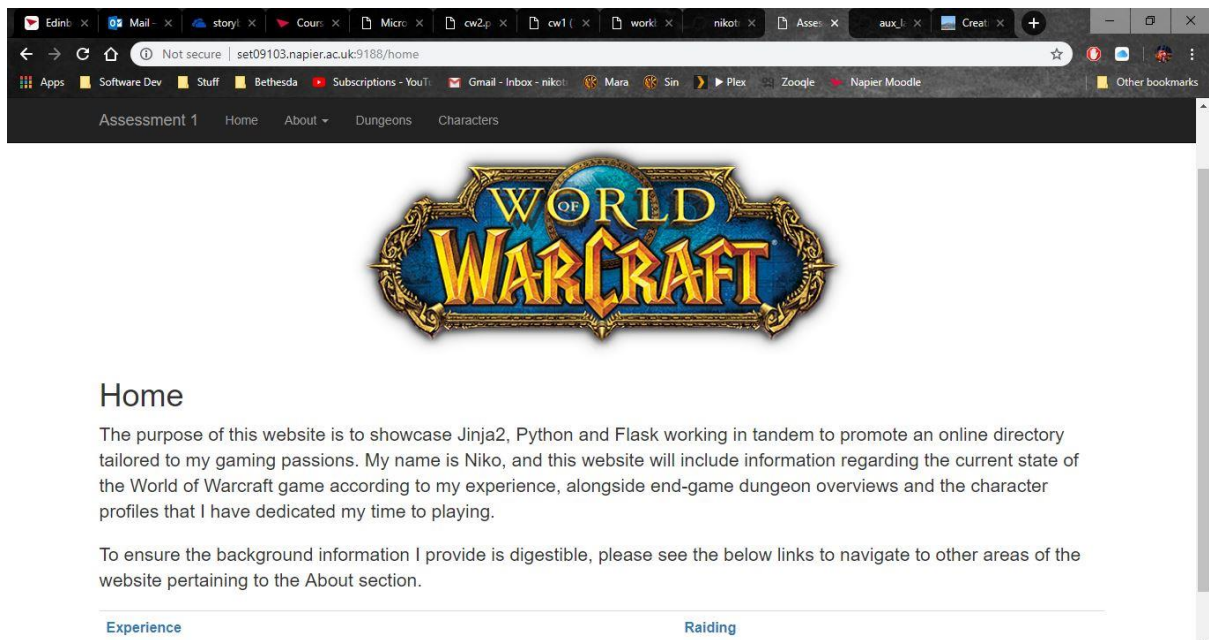 Edinb
Mail -
storyl
Cours
Micro
cw2.p
cw1 (
work
nikot
Asses
aux_l
Creati
Not secure | set09103.napier.ac.uk:9188/home
Apps Software Dev Stuff Bethesda Subscriptions - YouTu Gmail - Inbox - nikot Mara Sin Plex Zooqle Napier Moodle Other bookmarks
Assessment 1 Home About Dungeons Characters
WORLD
OF
WARCRAFT
Home
The purpose of this website is to showcase Jinja2, Python and Flask working in tandem to promote an online directory
tailored to my gaming passions. My name is Niko, and this website will include information regarding the current state of
the World of Warcraft game according to my experience, alongside end-game dungeon overviews and the character
profiles that I have dedicated my time to playing.
To ensure the background information I provide is digestible, please see the below links to navigate to other areas of the
website pertaining to the About section.
Experience Raiding